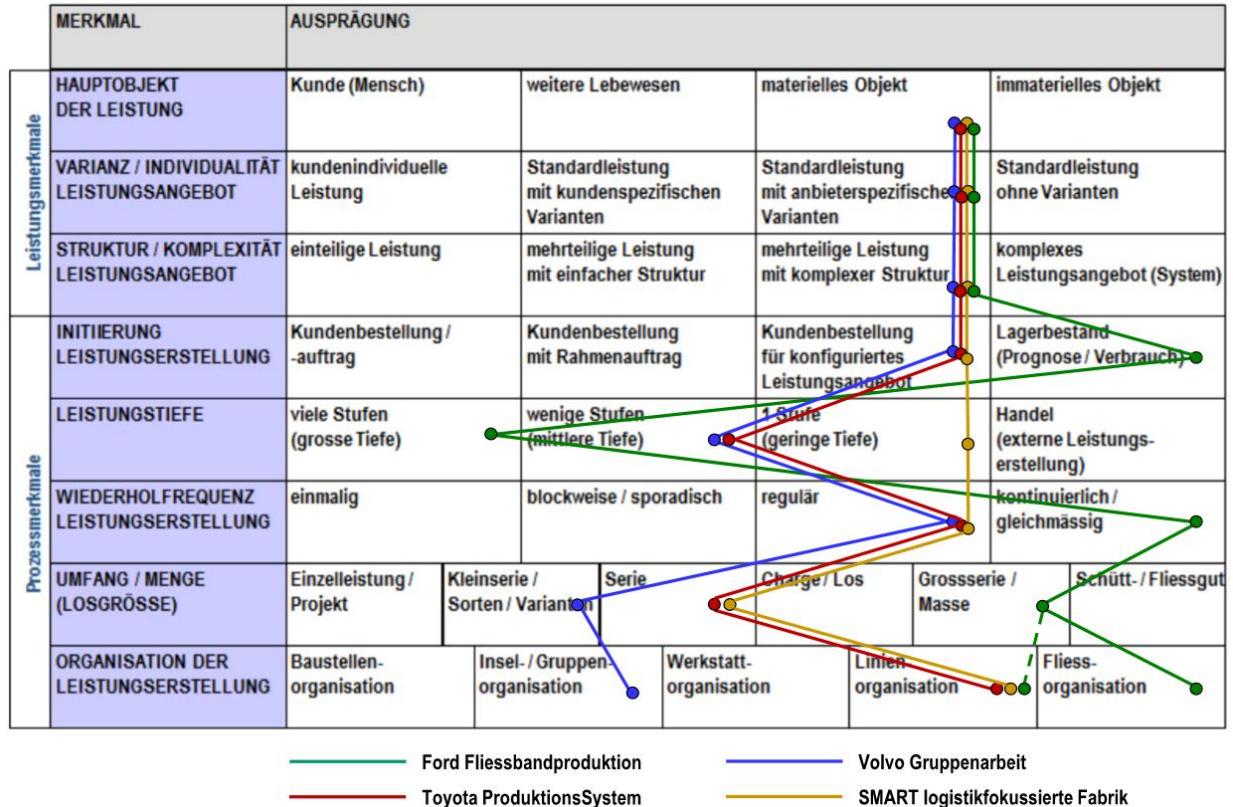 MERKMAL
AUSPRÄGUNG
Leistungsmerkmale
HAUPTOBJEKT
DER LEISTUNG
Kunde (Mensch)
weitere Lebewesen
materielles Objekt
immaterielles Objekt
VARIANZ / INDIVIDUALITÄT
LEISTUNGSANGEBOT
kundenindividuelle
Leistung
Standardleistung
mit kundenspezifischen
Varianten
Standardleistung
mit anbieterspezifische
Varianten
Standardleistung
ohne Varianten
STRUKTUR / KOMPLEXITÄT
LEISTUNGSANGEBOT
einteilige Leistung
mehrteilige Leistung
mit einfacher Struktur
mehrteilige Leistung
mit komplexer Struktur
komplexes
Leistungsangebot (System)
Prozessmerkmale
INITIIERUNG
LEISTUNGSERSTELLUNG
Kundenbestellung /
-auftrag
Kundenbestellung
mit Rahmenauftrag
Kundenbestellung
für konfiguriertes
Leistungsangebot
Lagerbestand
(Prognose / Verbrauch)
LEISTUNGSTIEFE
viele Stufen
(grosse Tiefe)
wenige Stufen
(mittlere Tiefe)
1 Stufe
(geringe Tiefe)
Handel
(externe Leistungs-
erstellung)
WIEDERHOLFREQUENZ
LEISTUNGSERSTELLUNG
einmalig
blockweise / sporadisch
regulär
kontinuierlich /
gleichmässig
UMFANG / MENGE
(LOSGRÖSSE)
Einzelleistung /
Projekt
Kleinserie /
Sorten / Varianten
Serie
Charge / Los
Grossserie /
Masse
Schütt- / Fliessgut
ORGANISATION DER
LEISTUNGSERSTELLUNG
Baustellen-
organisation
Insel- / Gruppen-
organisation
Werkstatt-
organisation
Linien-
organisation
Fliess-
organisation
Ford Fliessbandproduktion
Volvo Gruppenarbeit
Toyota ProduktionsSystem
SMART logistikfokussierte Fabrik